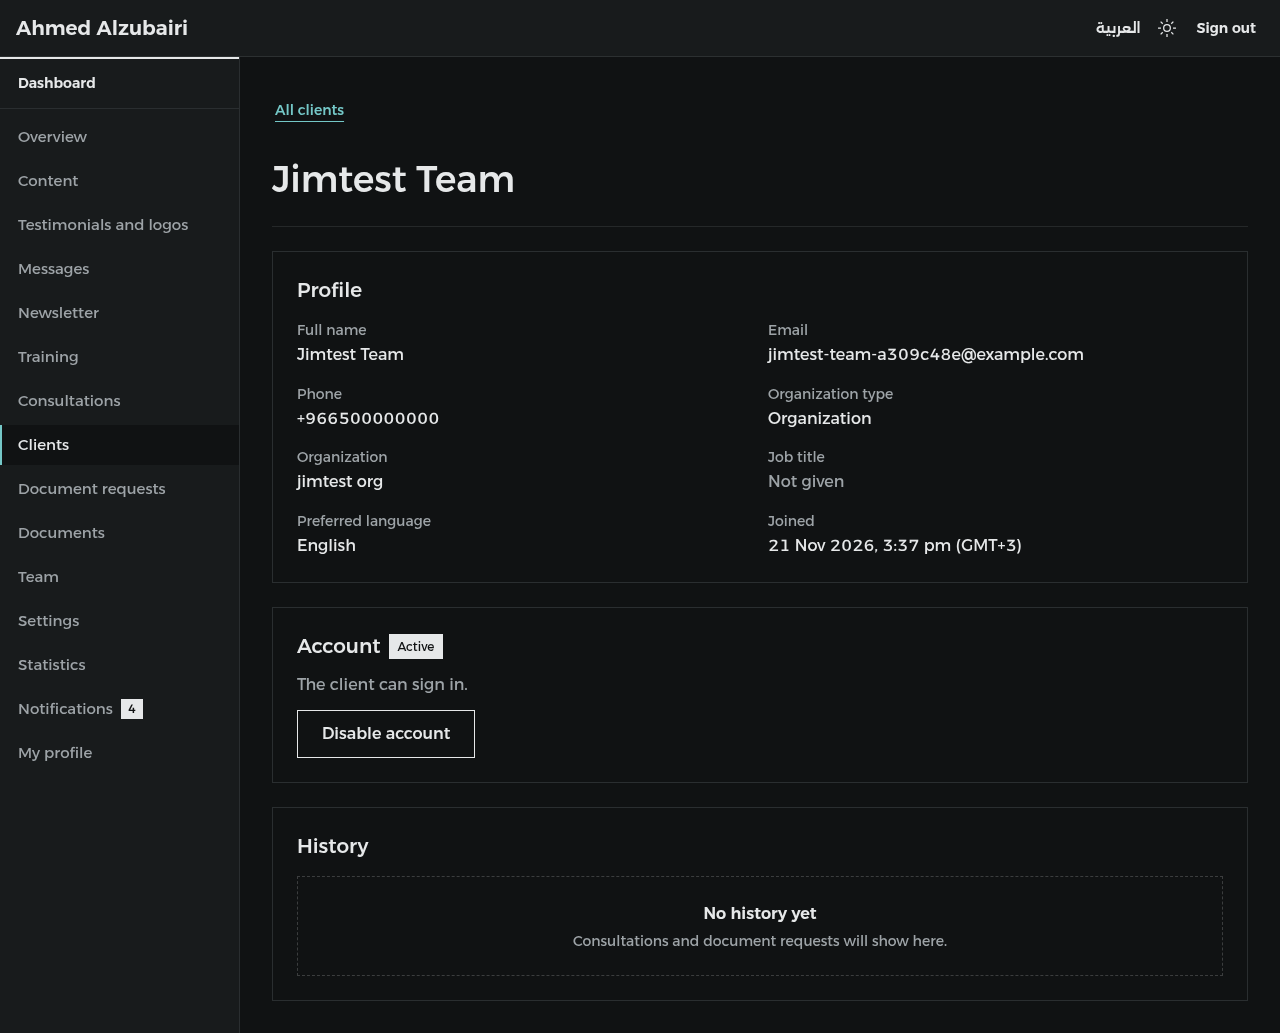 Ahmed Alzubairi
العربية
Sign out
Dashboard
Overview
Content
Testimonials and logos
Messages
Newsletter
Training
Consultations
Clients
Document requests
Documents
Team
Settings
Statistics
Notifications 4
My profile
All clients
Jimtest Team
Profile
Full name
Jimtest Team
Email
jimtest-team-a309c48e@example.com
Phone
+966500000000
Organization type
Organization
Organization
jimtest org
Job title
Not given
Preferred language
English
Joined
21 Nov 2026, 3:37 pm (GMT+3)
Account Active
The client can sign in.
Disable account
History
No history yet
Consultations and document requests will show here.